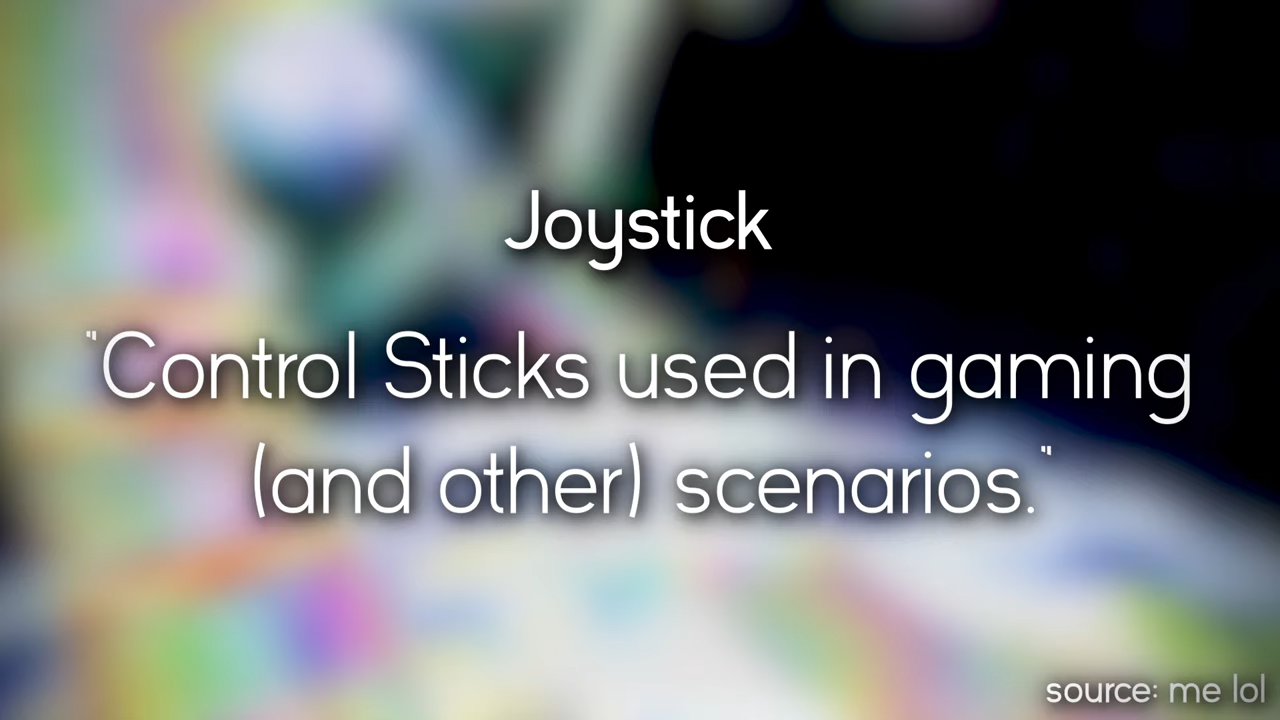 Joystick
"Control Sticks used in gaming
(and other) scenarios."
source: me lol